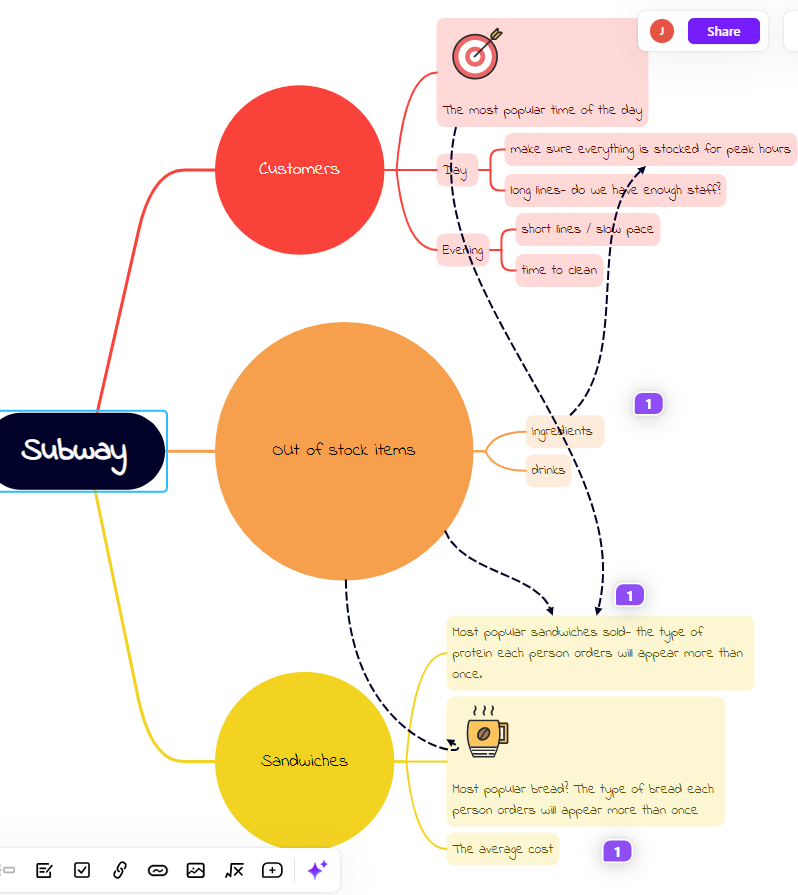 J
Share
The most popular time of the day
Customers
Day
make sure everything is stocked for peak hours
long lines- do we have enough staff?
Evening
short lines / slow pace
time to clean
Subway
OUt of stock items
Ingredients
drinks
1
1
Sandwiches
Most popular sandwiches sold- the type of
protein each person orders will appear more than
once.
Most popular bread? The type of bread each
person orders will appear more than once
The average cost
1